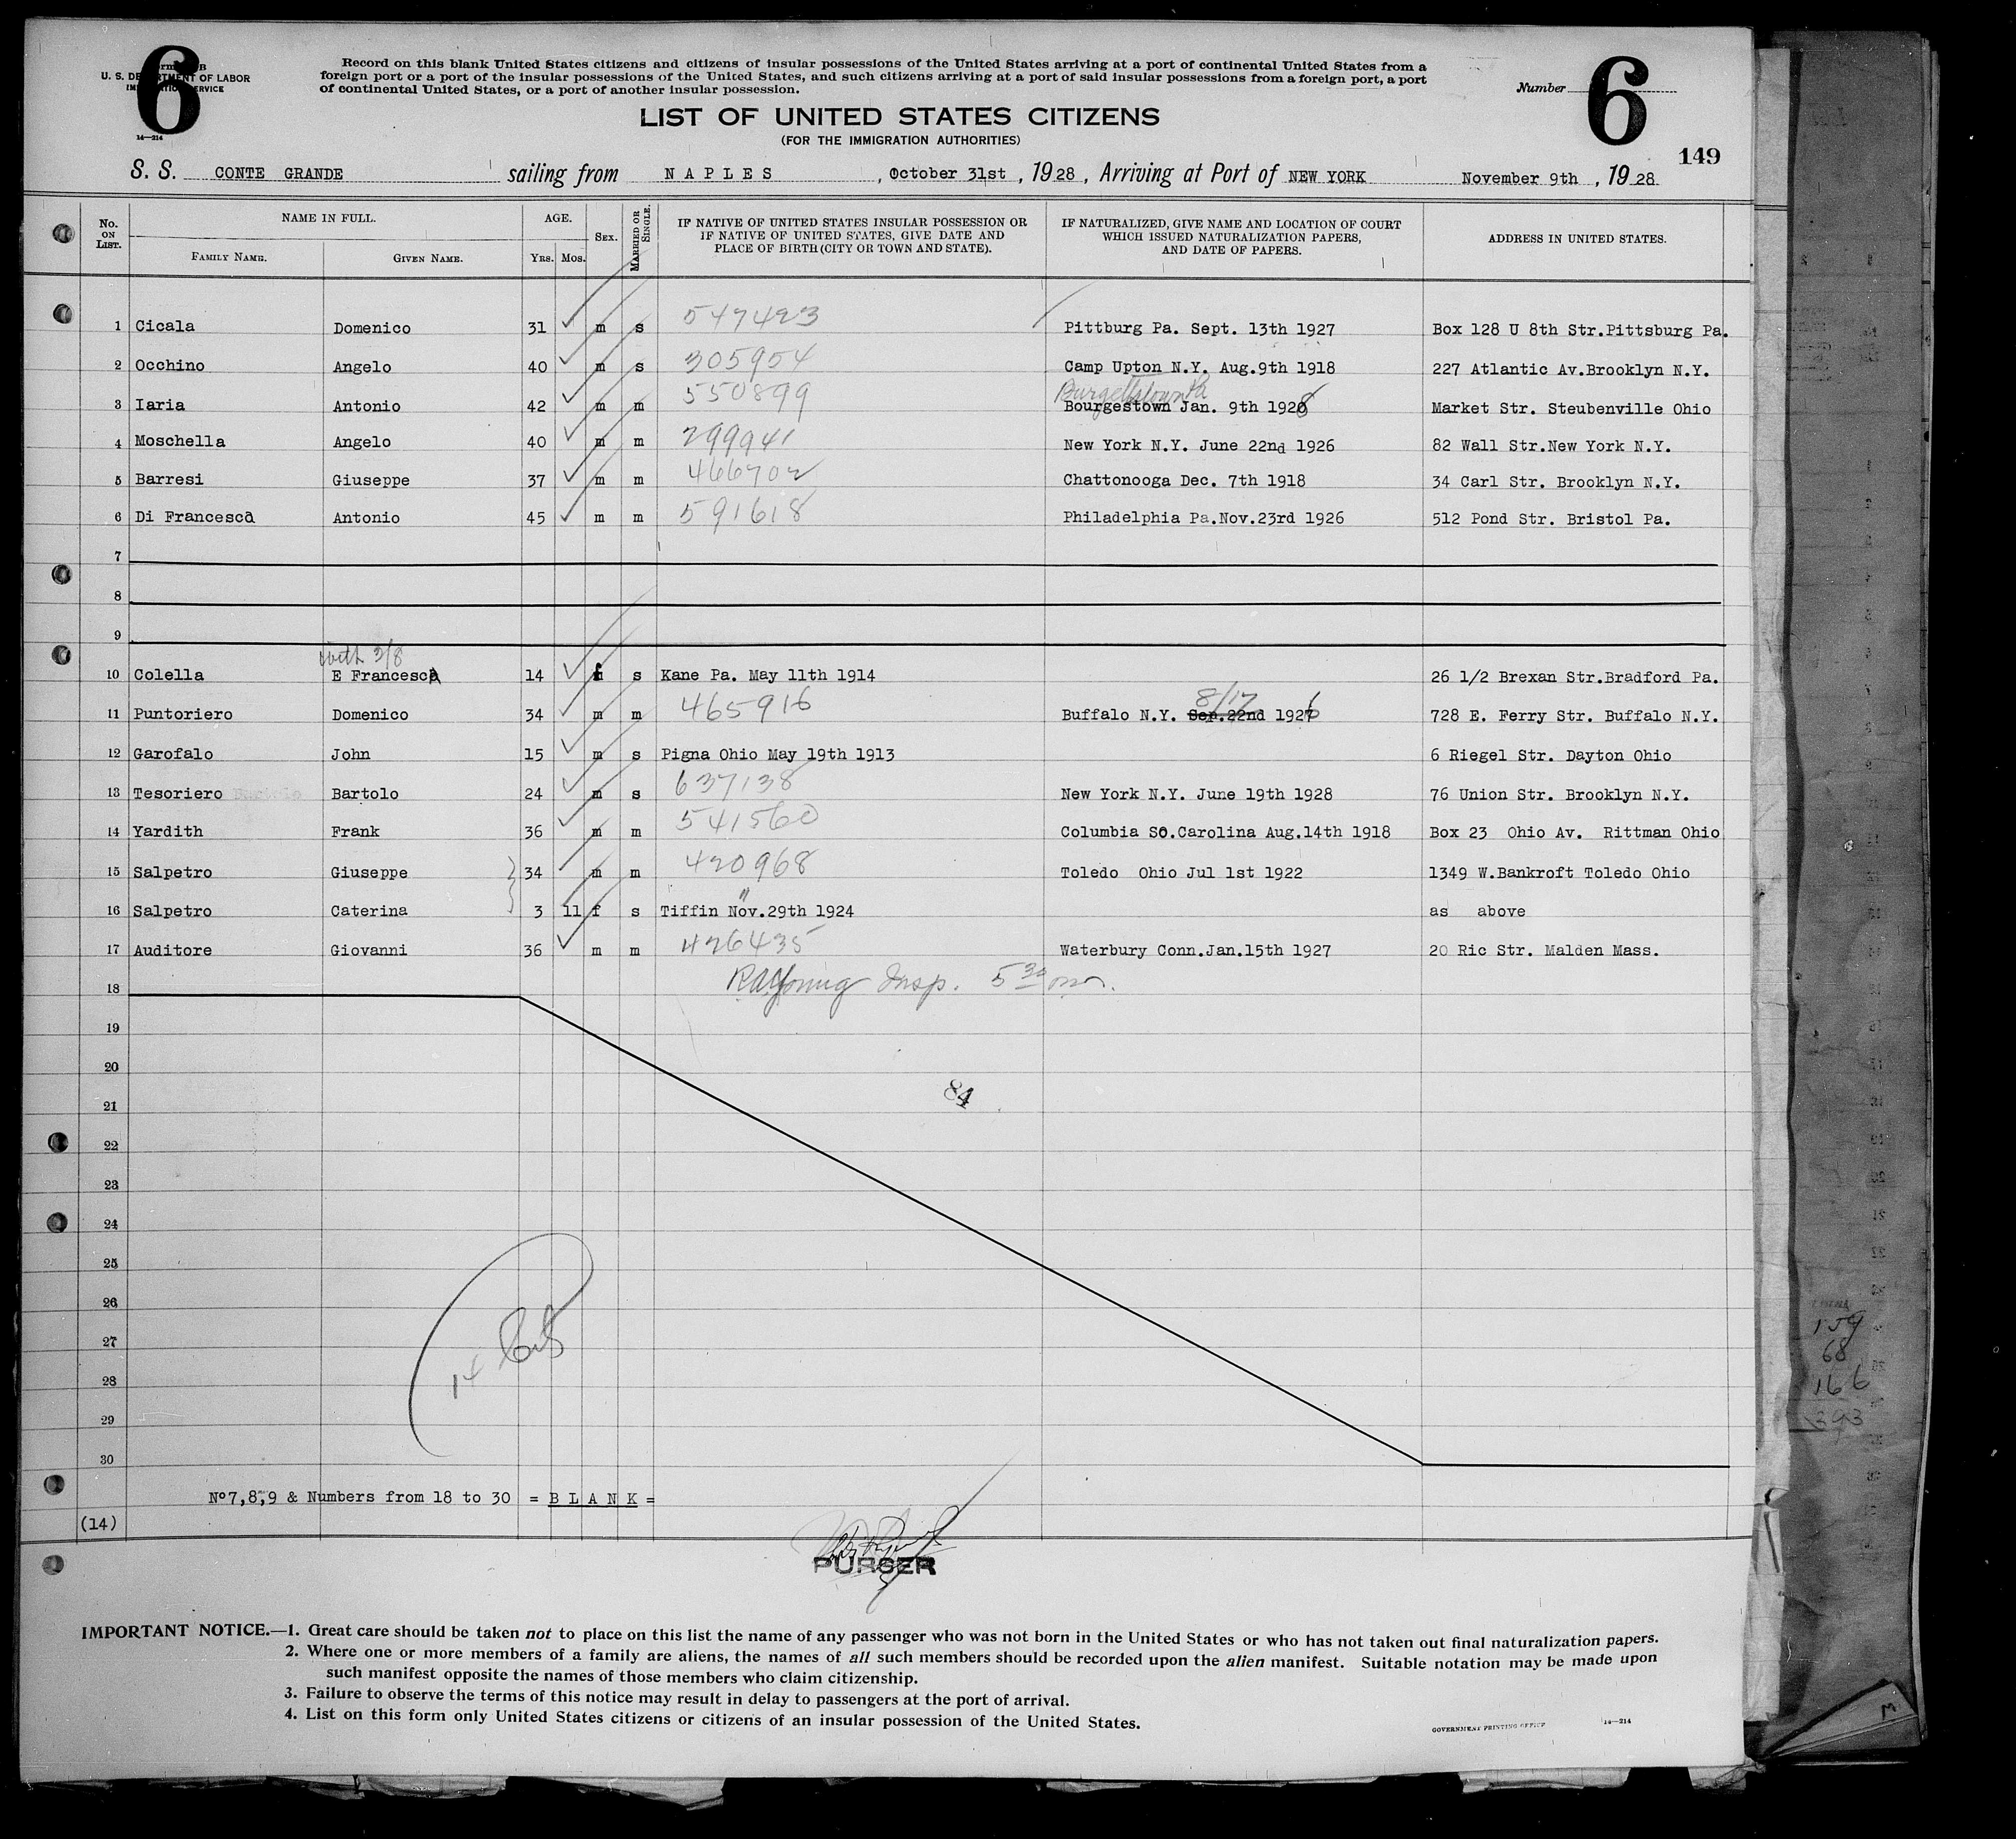 6
U. S. DEPARTMENT OF LABOR
IMMIGRATION SERVICE
14—214
Record on this blank United States citizens and citizens of insular possessions of the United States arriving at a port of continental United States from a
foreign port or a port of the insular possessions of the United States, and such citizens arriving at a port of said insular possessions from a foreign port, a port
of continental United States, or a port of another insular possession.
Number 6
LIST OF UNITED STATES CITIZENS
(FOR THE IMMIGRATION AUTHORITIES)
149
S. S. CONTE GRANDE sailing from NAPLES, October 31st, 1928, Arriving at Port of NEW YORK November 9th, 1928
No. ON LIST. NAME IN FULL. FAMILY NAME. GIVEN NAME. AGE. YRS. MOS. SEX. MARRIED OR SINGLE. IF NATIVE OF UNITED STATES INSULAR POSSESSION OR IF NATIVE OF UNITED STATES, GIVE DATE AND PLACE OF BIRTH (CITY OR TOWN AND STATE). IF NATURALIZED, GIVE NAME AND LOCATION OF COURT WHICH ISSUED NATURALIZATION PAPERS, AND DATE OF PAPERS. ADDRESS IN UNITED STATES.
1 Cicala Domenico 31 m s 547423 Pittburg Pa. Sept. 13th 1927 Box 128 U 8th Str.Pittsburg Pa.
2 Occhino Angelo 40 m s 305954 Camp Upton N.Y. Aug.9th 1918 227 Atlantic Av.Brooklyn N.Y.
Burgettstown Pa
3 Iaria Antonio 42 m m 550899 Bourgestown Jan. 9th 1928 Market Str. Steubenville Ohio
4 Moschella Angelo 40 m m 299941 New York N.Y. June 22nd 1926 82 Wall Str.New York N.Y.
5 Barresi Giuseppe 37 m m 466702 Chattonooga Dec. 7th 1918 34 Carl Str. Brooklyn N.Y.
6 Di Francesca Antonio 45 m m 591618 Philadelphia Pa.Nov.23rd 1926 512 Pond Str. Bristol Pa.
7
8
9
with 3/8
10 Colella E Francesca 14 f s Kane Pa. May 11th 1914 26 1/2 Brexan Str.Bradford Pa.
8/17
11 Puntoriero Domenico 34 m m 465916 Buffalo N.Y. Sep.22nd 1926 728 E. Ferry Str. Buffalo N.Y.
12 Garofalo John 15 m s Pigna Ohio May 19th 1913 6 Riegel Str. Dayton Ohio
13 Tesoriero Bartolo 24 m s 637138 New York N.Y. June 19th 1928 76 Union Str. Brooklyn N.Y.
14 Yardith Frank 36 m m 541560 Columbia SO.Carolina Aug.14th 1918 Box 23 Ohio Av. Rittman Ohio
15 Salpetro Giuseppe 34 m m 420968 Toledo Ohio Jul 1st 1922 1349 W.Bankroft Toledo Ohio
"
16 Salpetro Caterina 3 11 f s Tiffin Nov.29th 1924 as above
17 Auditore Giovanni 36 m m 426435 Waterbury Conn.Jan.15th 1927 20 Ric Str. Malden Mass.
18 Young Insp. 5 30
19
20
21 84
22
23
24
25
26
27
28
29
30
14
Nº7,8,9 & Numbers from 18 to 30 = B L A N K =
(14)
PURSER
IMPORTANT NOTICE.—1. Great care should be taken not to place on this list the name of any passenger who was not born in the United States or who has not taken out final naturalization papers.
2. Where one or more members of a family are aliens, the names of all such members should be recorded upon the alien manifest. Suitable notation may be made upon
such manifest opposite the names of those members who claim citizenship.
3. Failure to observe the terms of this notice may result in delay to passengers at the port of arrival.
4. List on this form only United States citizens or citizens of an insular possession of the United States.
GOVERNMENT PRINTING OFFICE 14—214
159
68
166
393